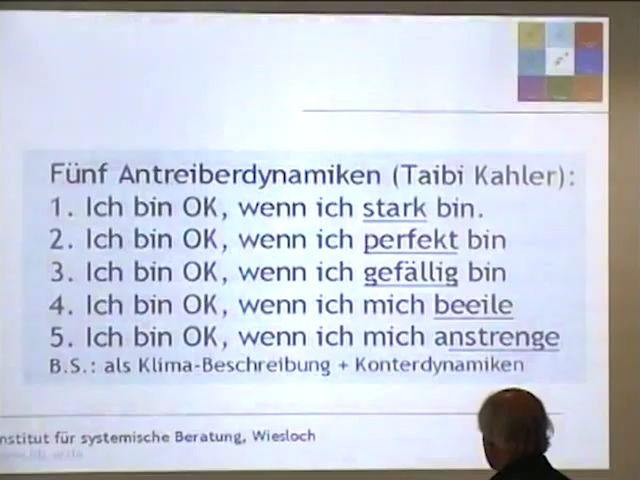 Fünf Antreiberdynamiken (Taibi Kahler):
1. Ich bin OK, wenn ich stark bin.
2. Ich bin OK, wenn ich perfekt bin
3. Ich bin OK, wenn ich gefällig bin
4. Ich bin OK, wenn ich mich beeile
5. Ich bin OK, wenn ich mich anstrenge
B.S.: als Klima-Beschreibung + Konterdynamiken
nstitut für systemische Beratung, Wiesloch